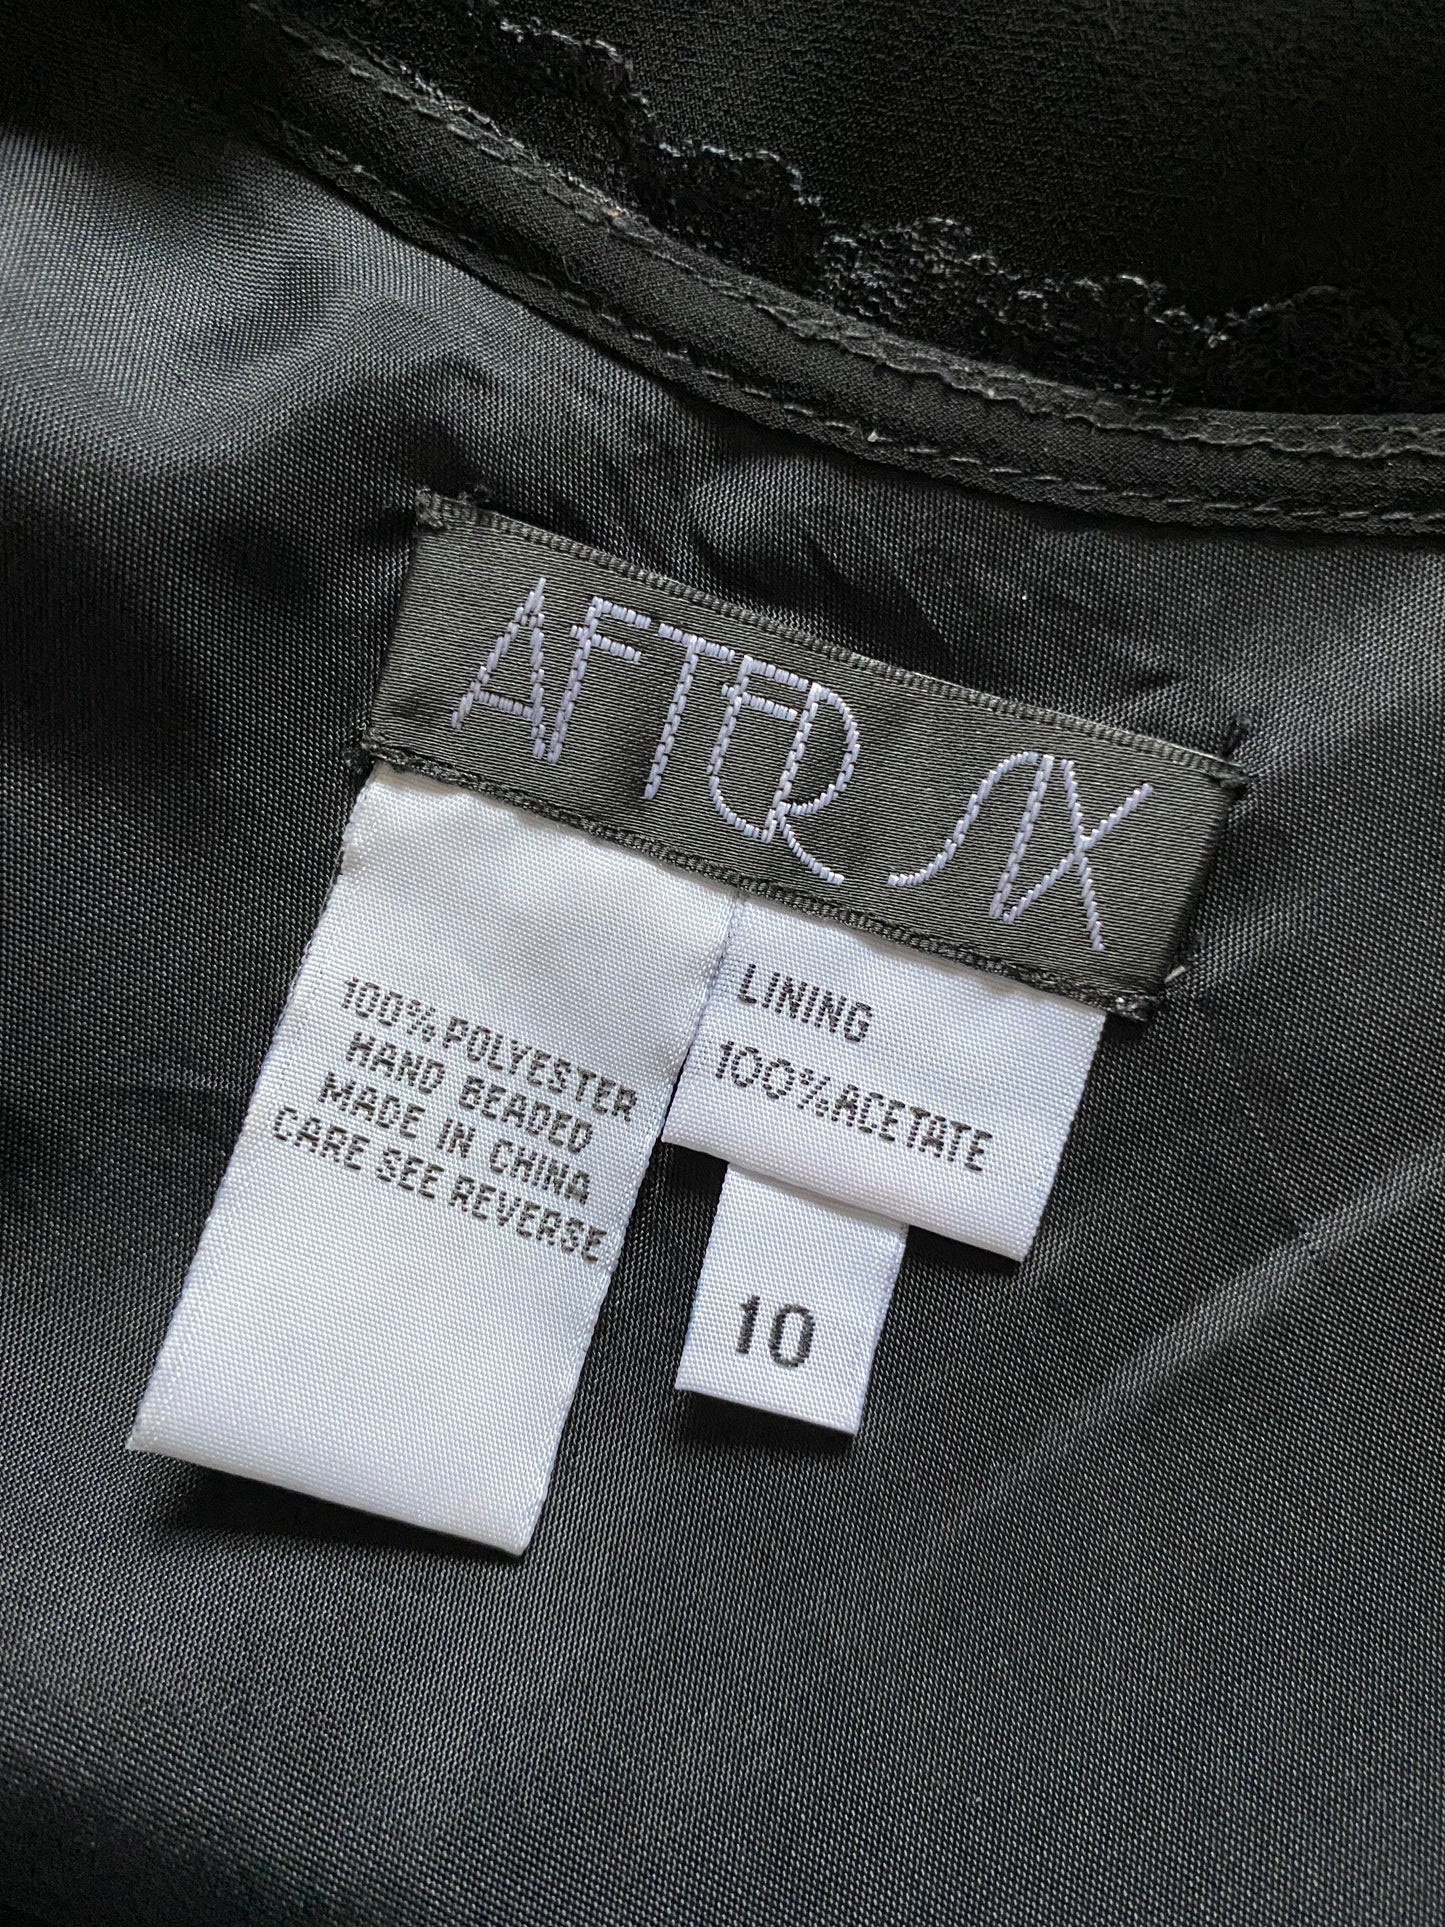 AFTER SIX
100% POLYESTER
HAND BEADED
MADE IN CHINA
CARE SEE REVERSE
LINING
100% ACETATE
10